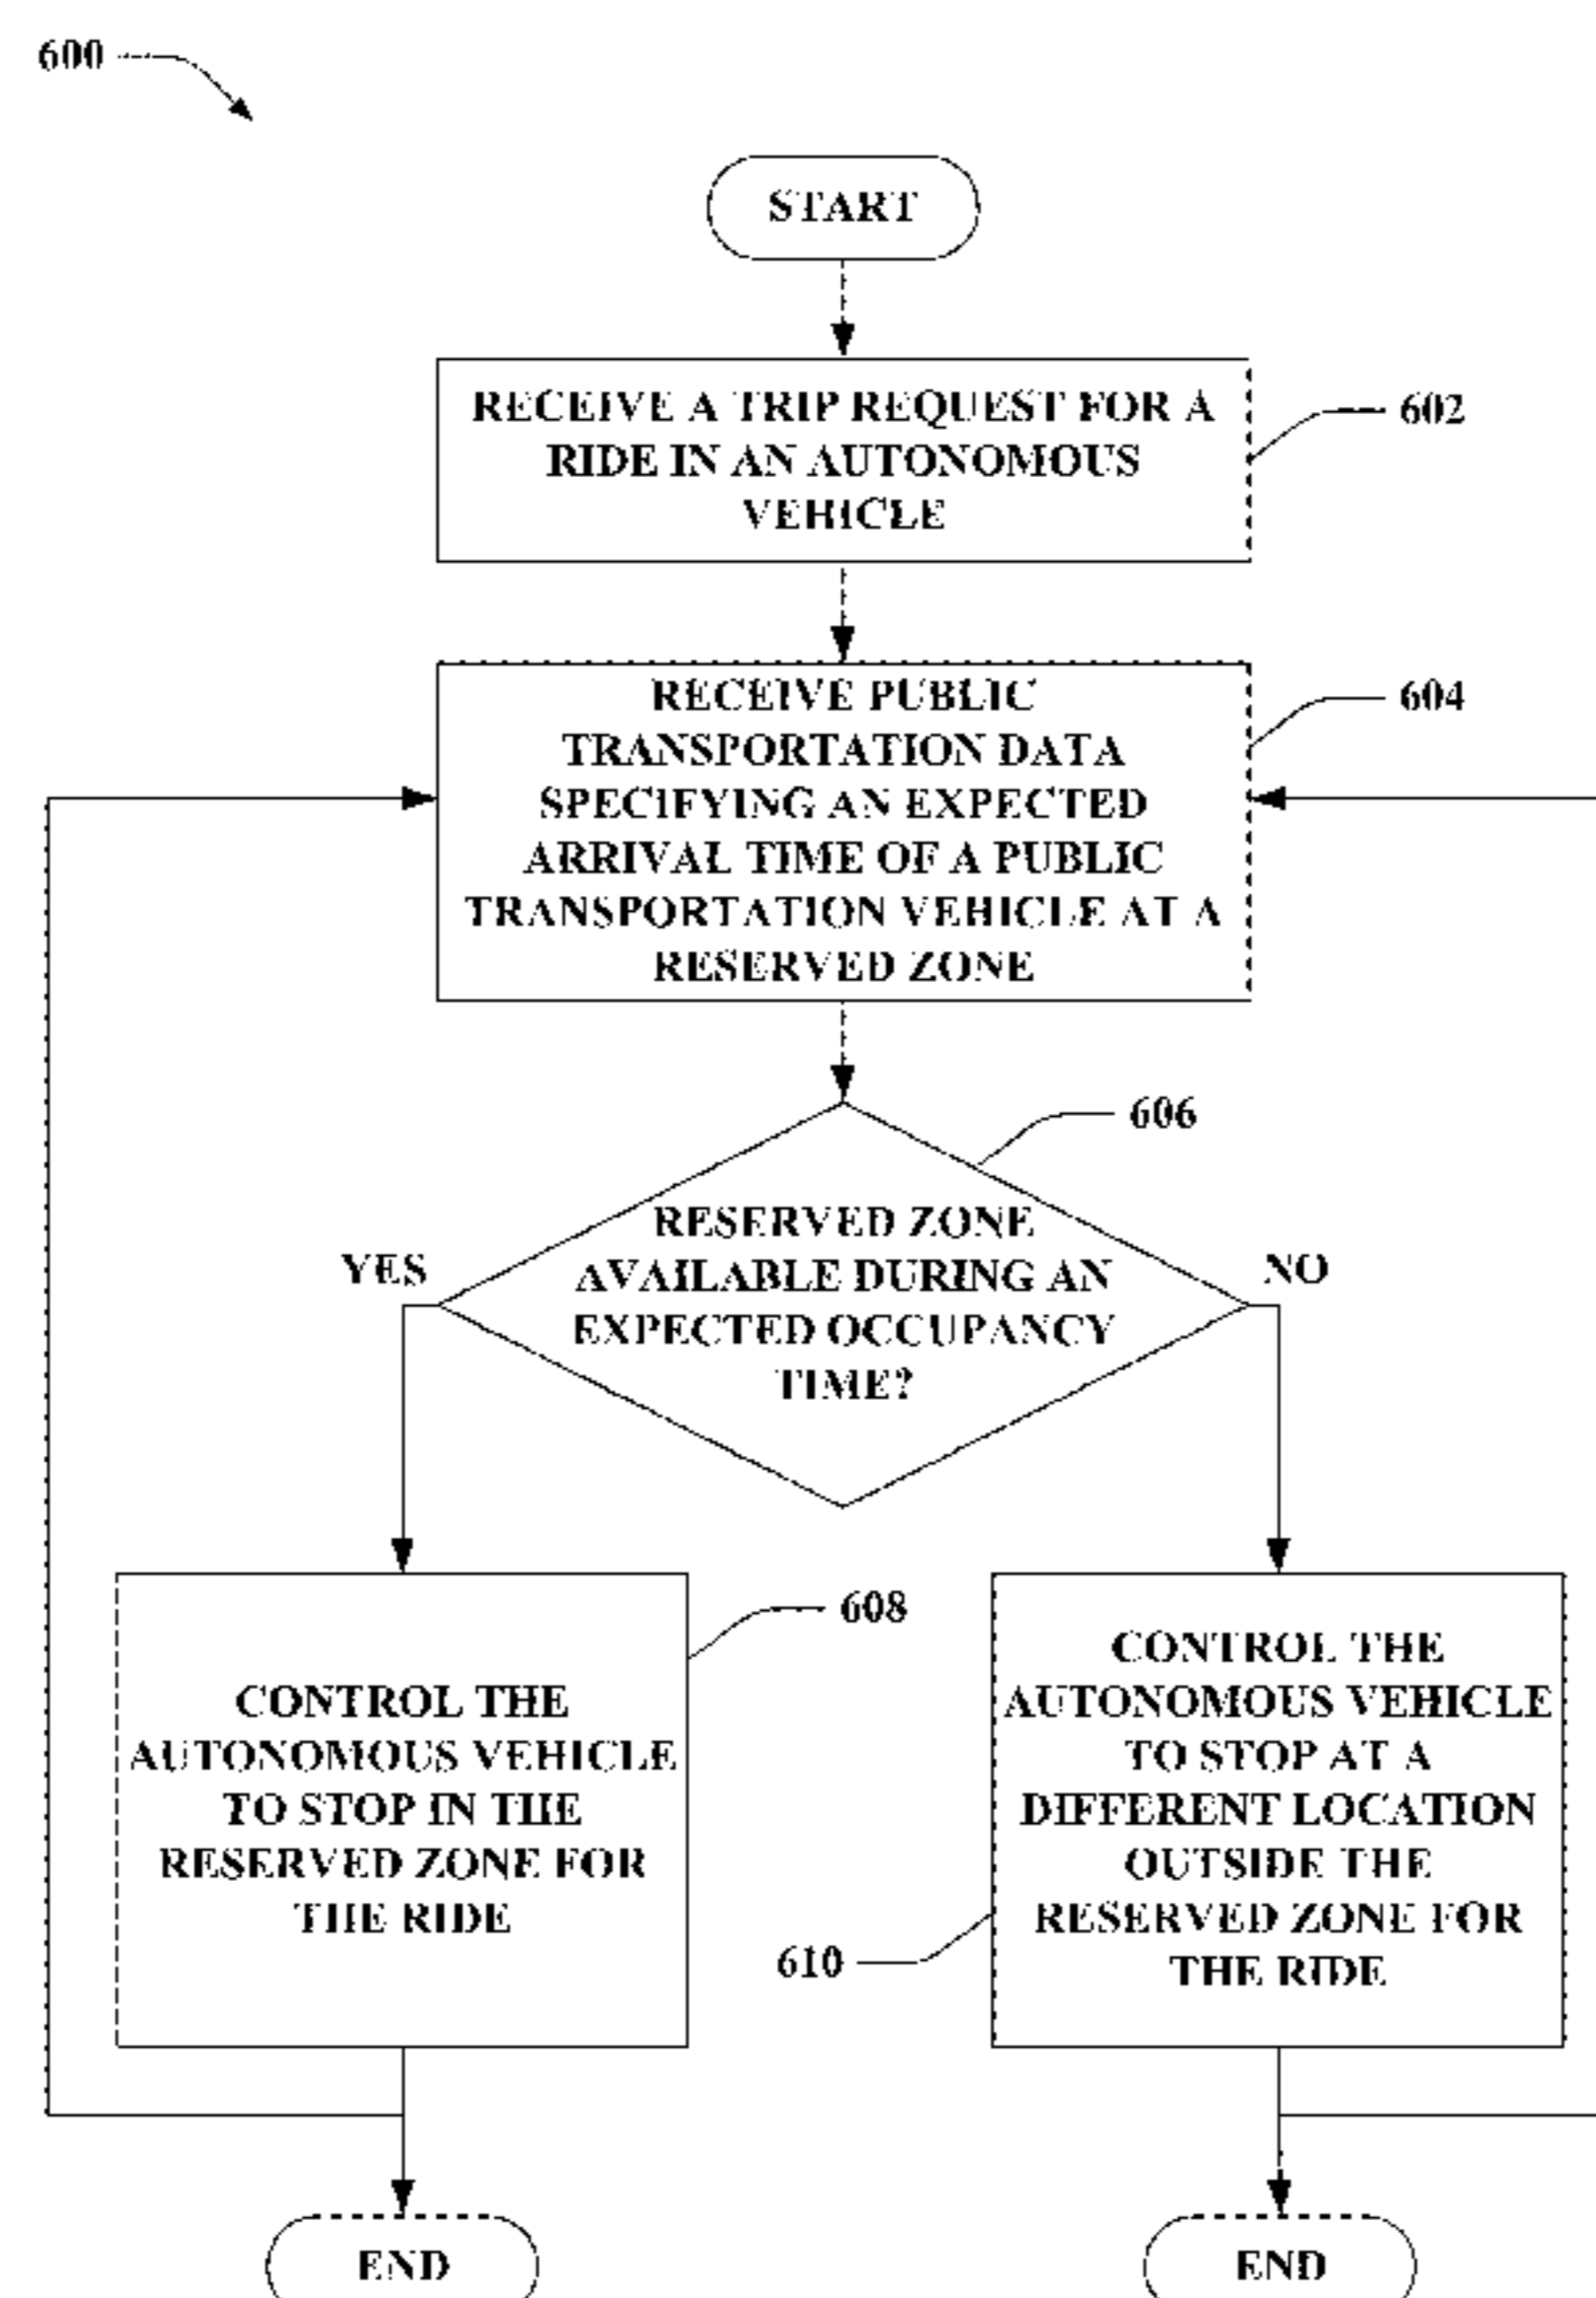 600
START
RECEIVE A TRIP REQUEST FOR A
RIDE IN AN AUTONOMOUS
VEHICLE
602
RECEIVE PUBLIC
TRANSPORTATION DATA
SPECIFYING AN EXPECTED
ARRIVAL TIME OF A PUBLIC
TRANSPORTATION VEHICLE AT A
RESERVED ZONE
604
606
RESERVED ZONE
AVAILABLE DURING AN
EXPECTED OCCUPANCY
TIME?
YES
NO
608
CONTROL THE
AUTONOMOUS VEHICLE
TO STOP IN THE
RESERVED ZONE FOR
THE RIDE
CONTROL THE
AUTONOMOUS VEHICLE
TO STOP AT A
DIFFERENT LOCATION
OUTSIDE THE
RESERVED ZONE FOR
THE RIDE
610
END
END